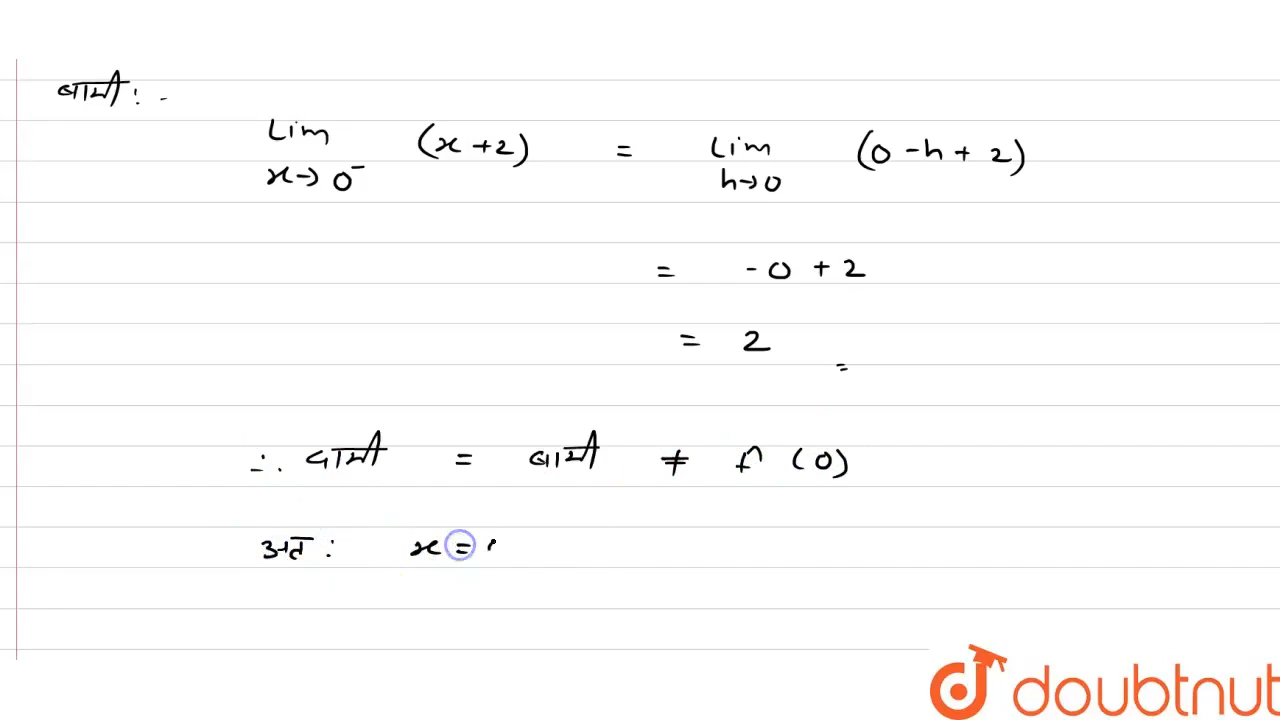 बायाँ :-
Lim x→0⁻ (x+2) = Lim h→0 (0-h+2)
= -0+2
= 2
∴ दायाँ = बायाँ ≠ f(0)
अतः x =
doubtnut